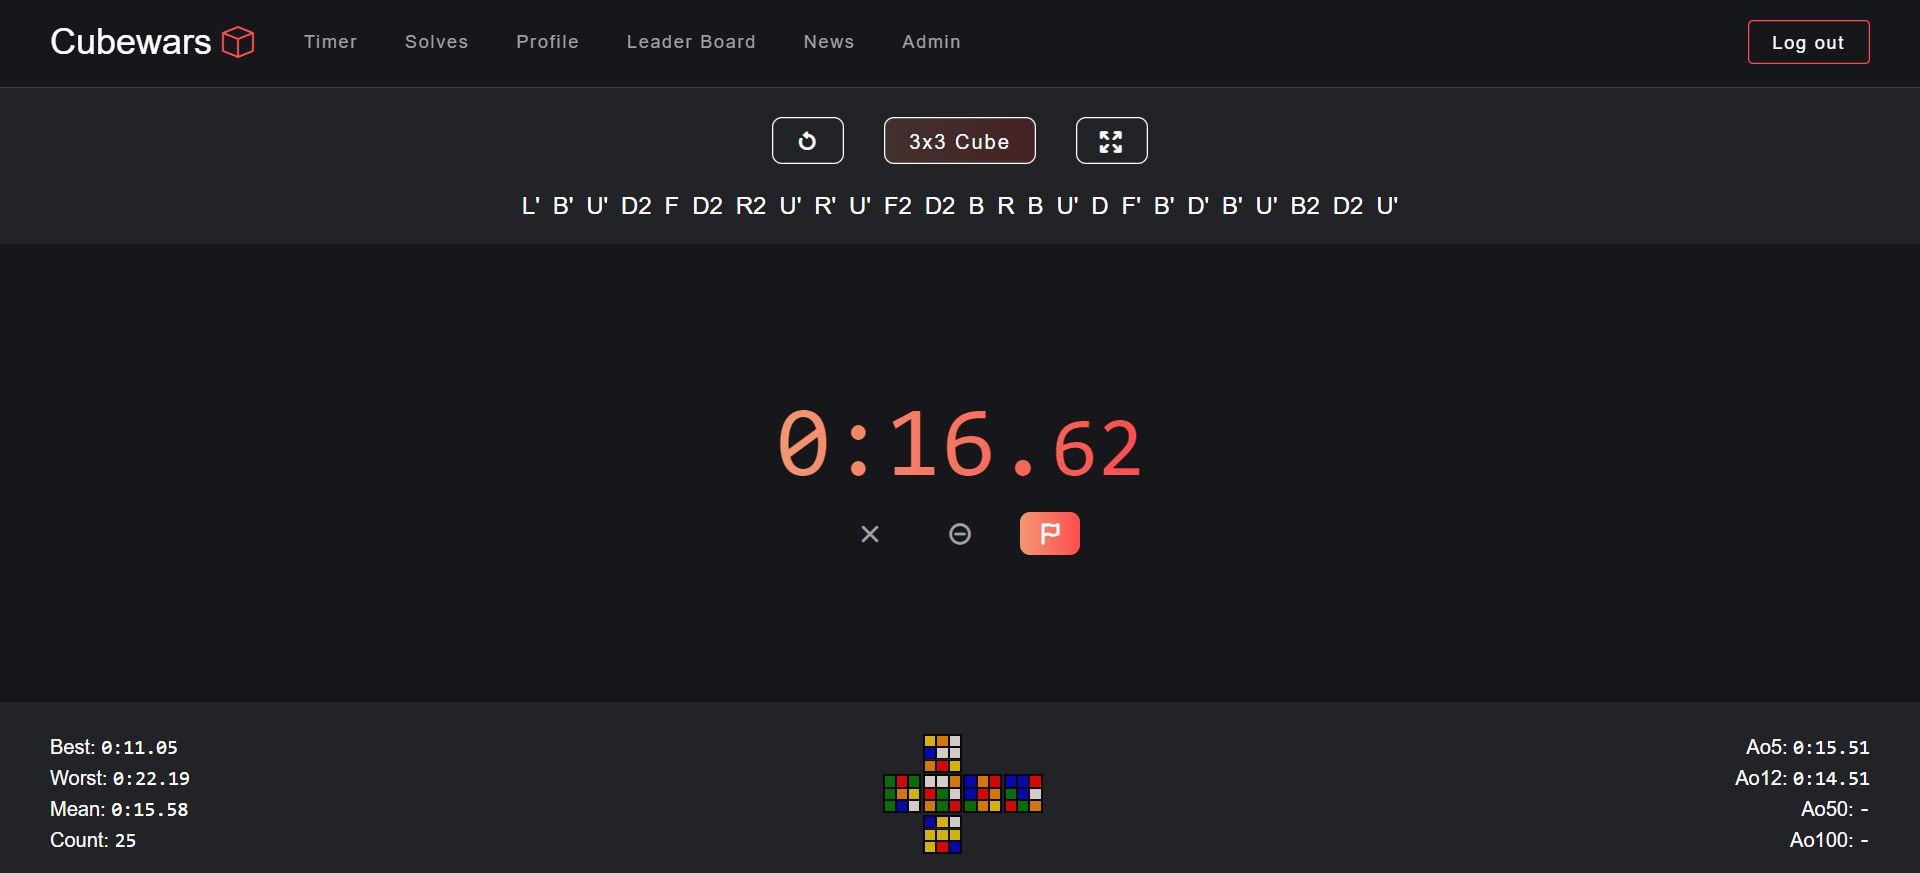 Cubewars Timer Solves Profile Leader Board News Admin Log out
3x3 Cube
L' B' U' D2 F D2 R2 U' R' U' F2 D2 B R B U' D F' B' D' B' U' B2 D2 U'
0:16.62
Best: 0:11.05
Worst: 0:22.19
Mean: 0:15.58
Count: 25
Ao5: 0:15.51
Ao12: 0:14.51
Ao50: -
Ao100: -